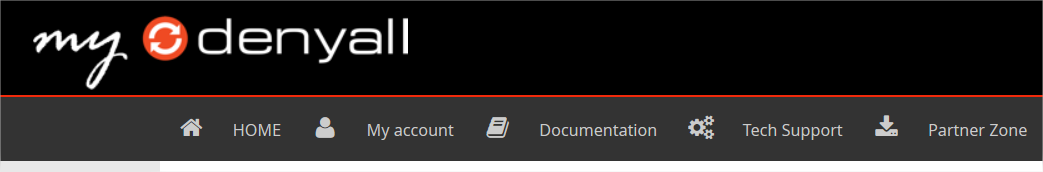 my denyall
HOME My account Documentation Tech Support Partner Zone